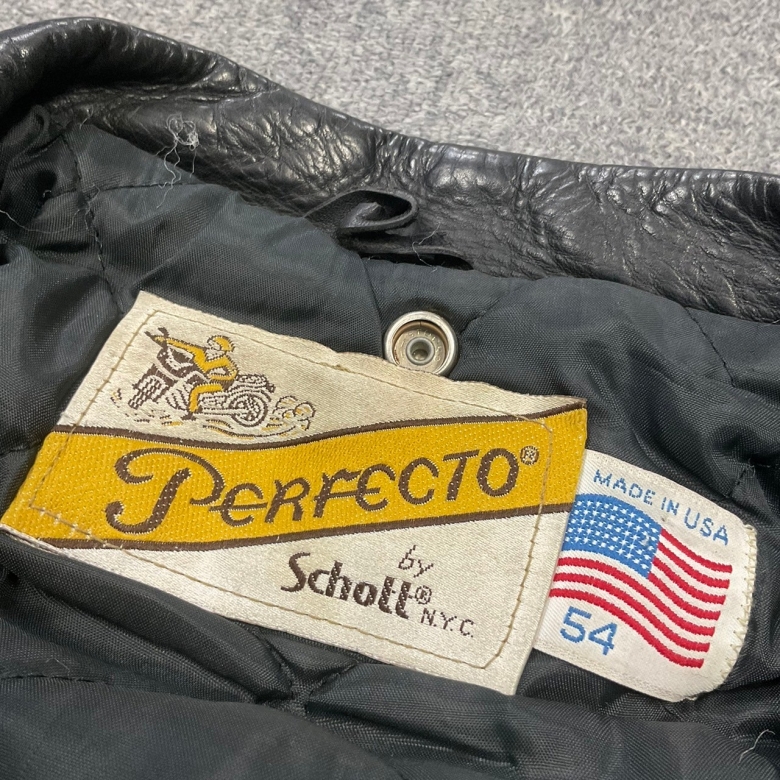 PERFECTO®
by
Schott®
N.Y.C.
MADE IN USA
54